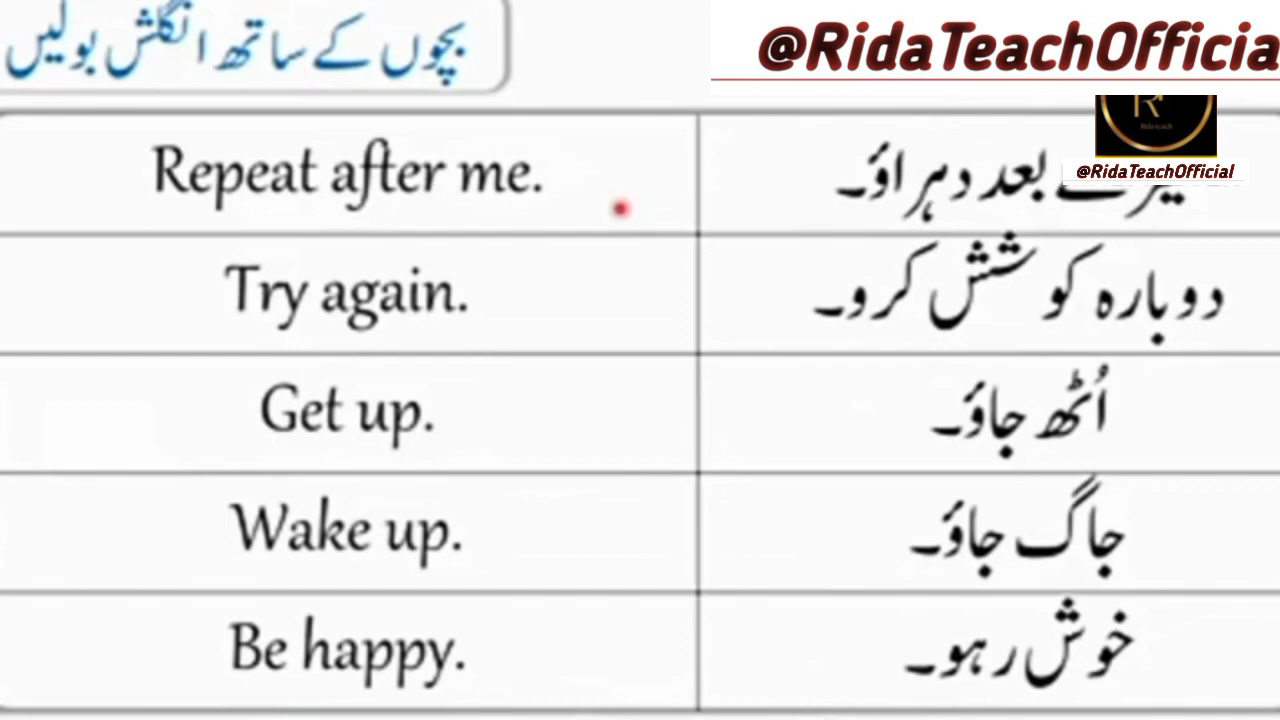 بچوں کے ساتھ انگلش بولیں
@RidaTeachOfficia
@RidaTeachOfficial
Repeat after me.
بعد دہراؤ۔
Try again.
دوبارہ کوشش کرو۔
Get up.
اُٹھ جاؤ۔
Wake up.
جاگ جاؤ۔
Be happy.
خوش رہو۔